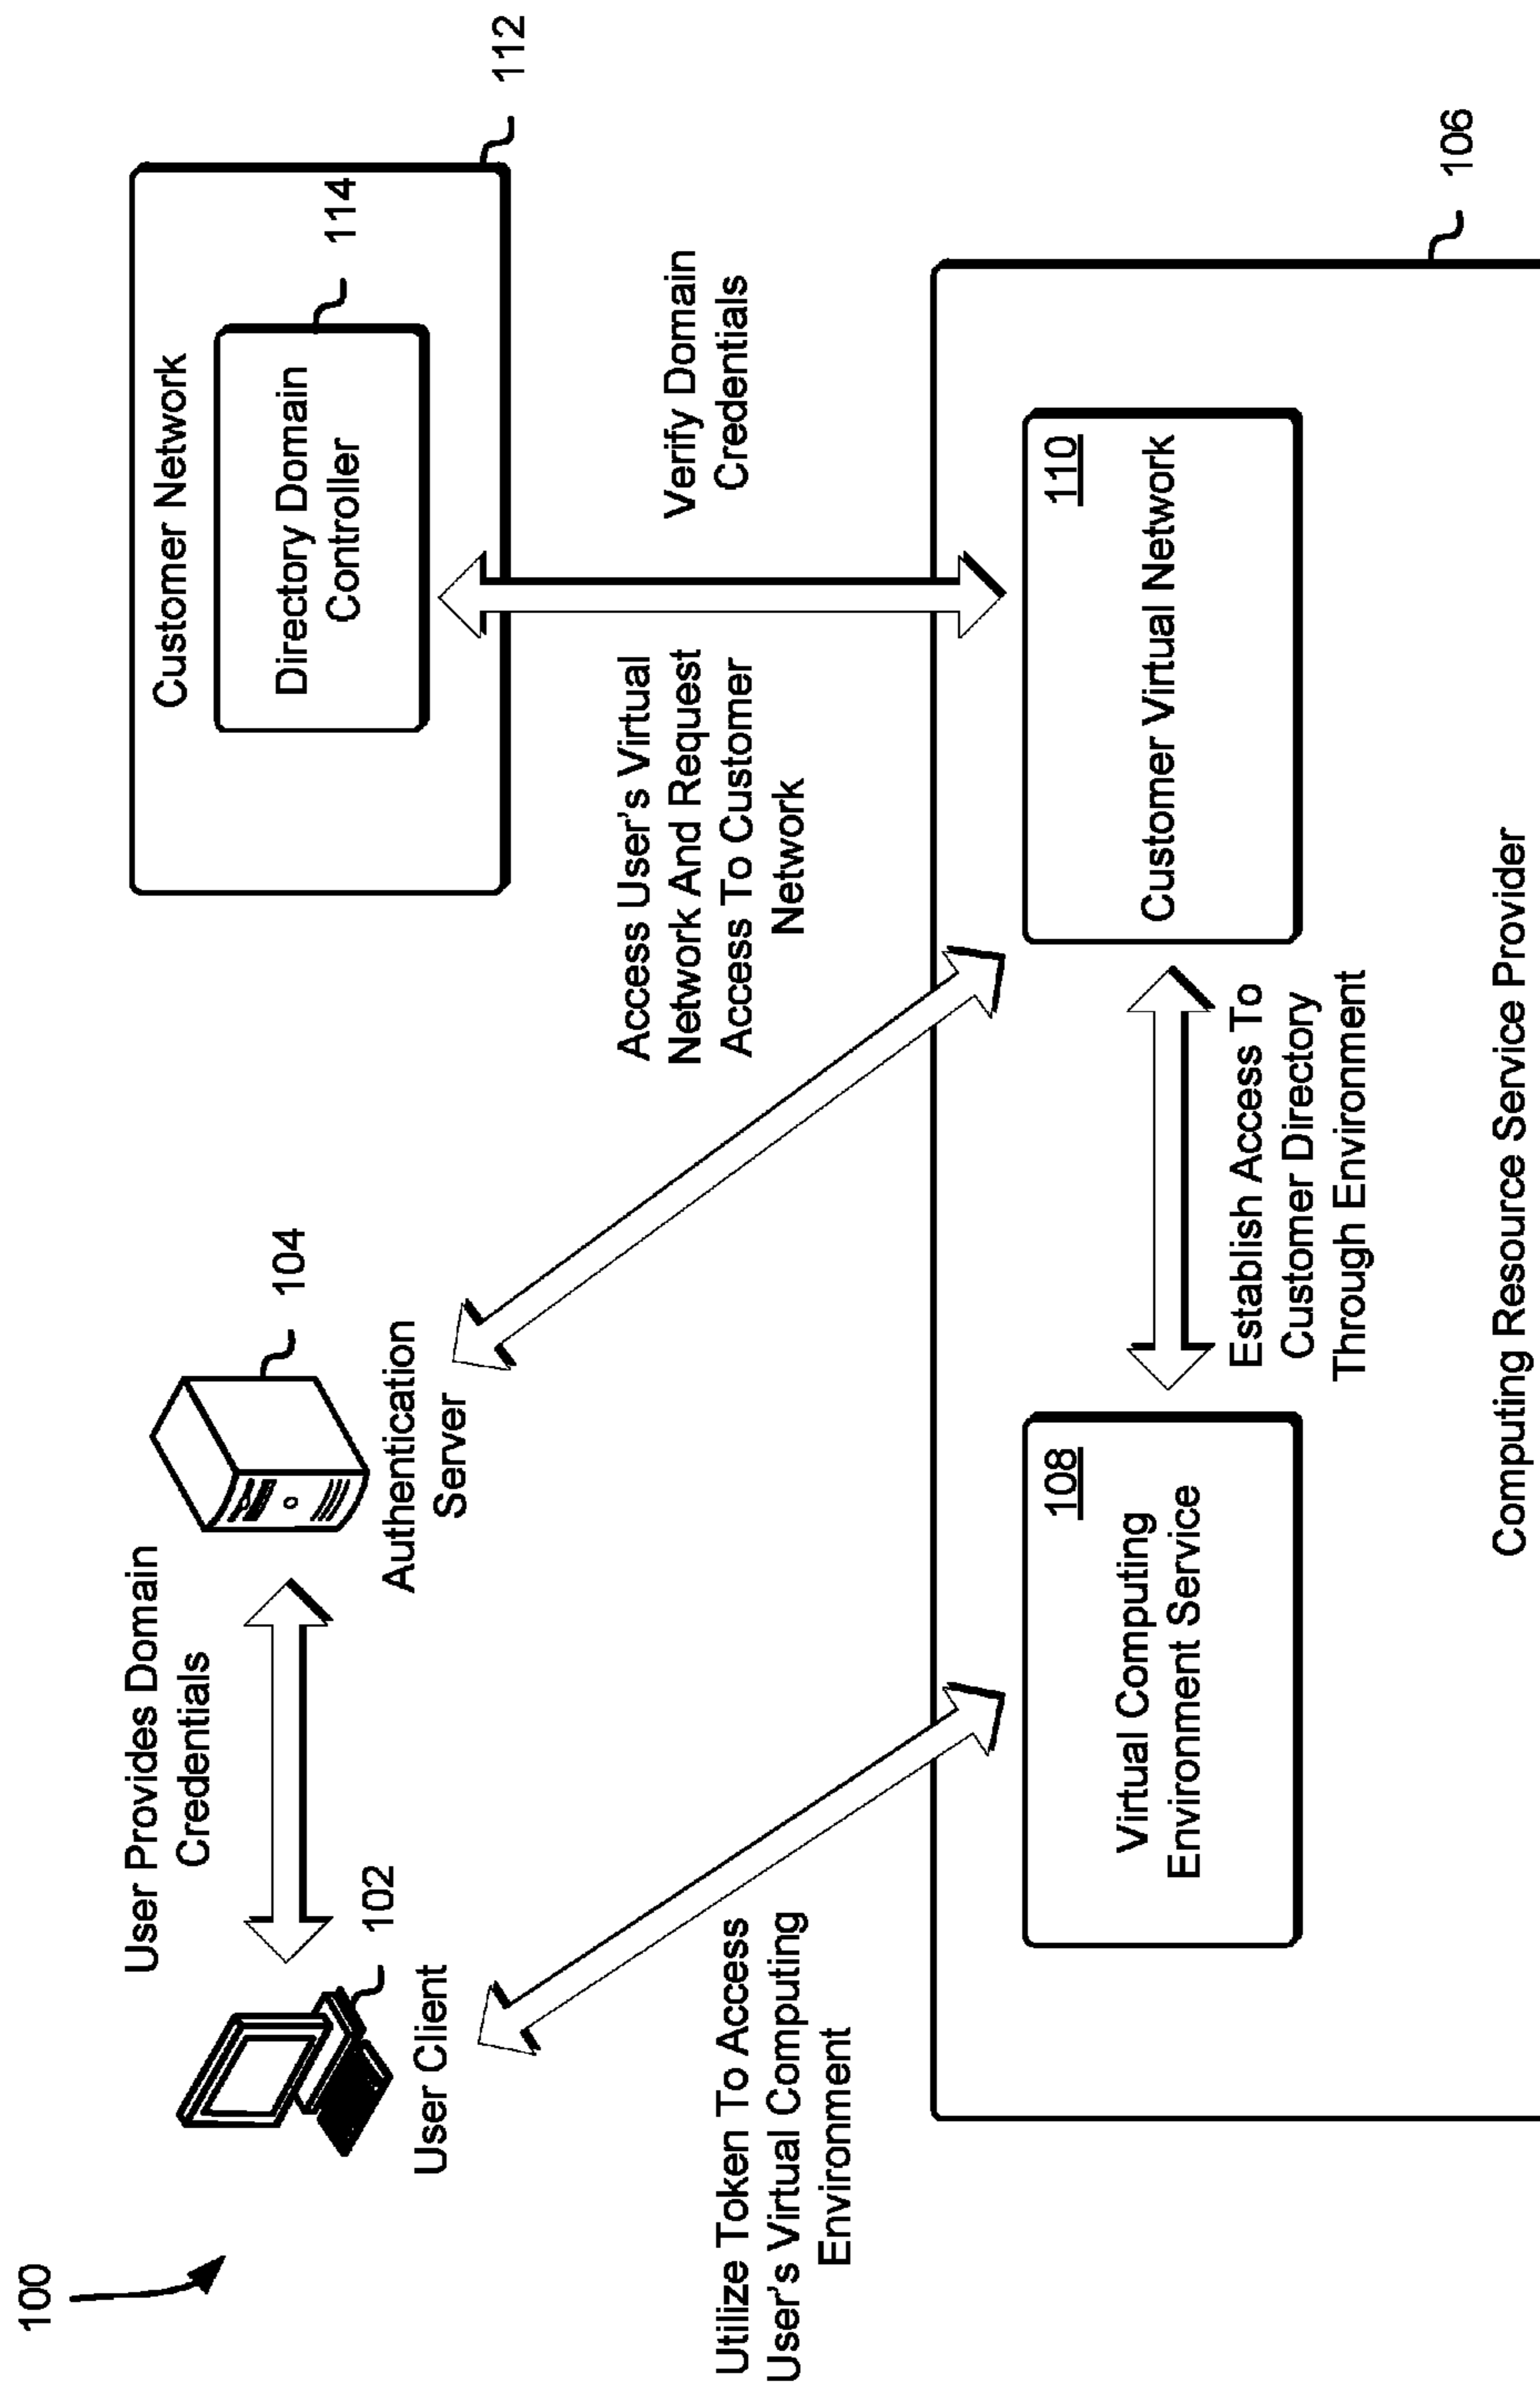 100
User Provides Domain
Credentials
102
User Client
104
Authentication
Server
Customer Network
Directory Domain
Controller
114
112
Utilize Token To Access
User's Virtual Computing
Environment
Access User's Virtual
Network And Request
Access To Customer
Network
Verify Domain
Credentials
108
Virtual Computing
Environment Service
Establish Access To
Customer Directory
Through Environment
110
Customer Virtual Network
106
Computing Resource Service Provider